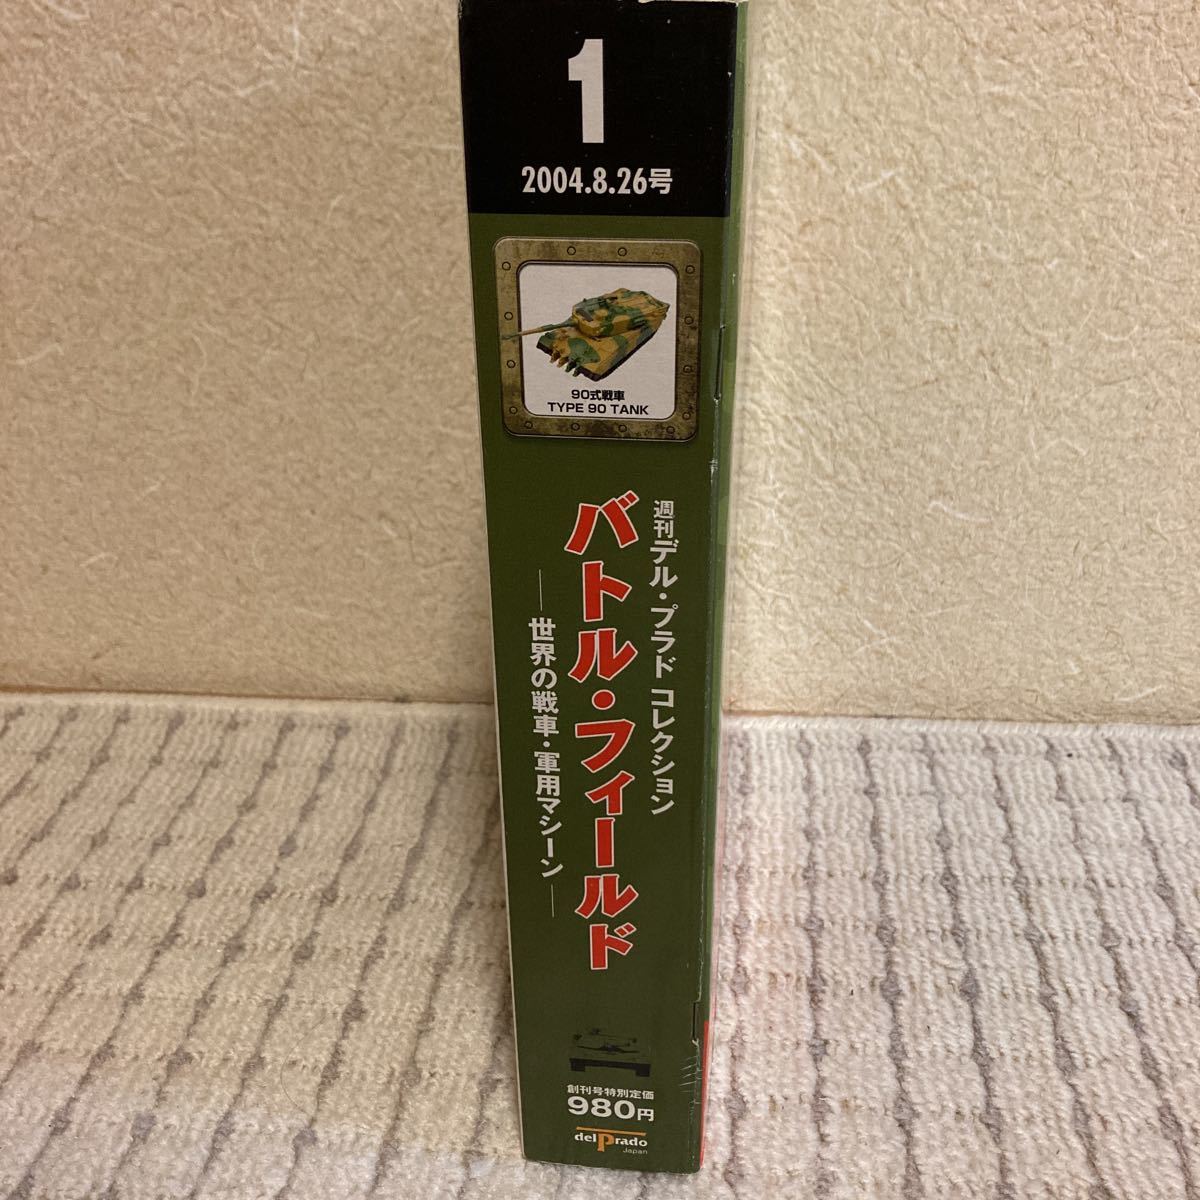 1
2004.8.26号
90式戦車
TYPE 90 TANK
週刊デル・プラド コレクション
バトル・フィールド
世界の戦車・軍用マシーン
創刊号特別定価
980円
delPrado
Japan